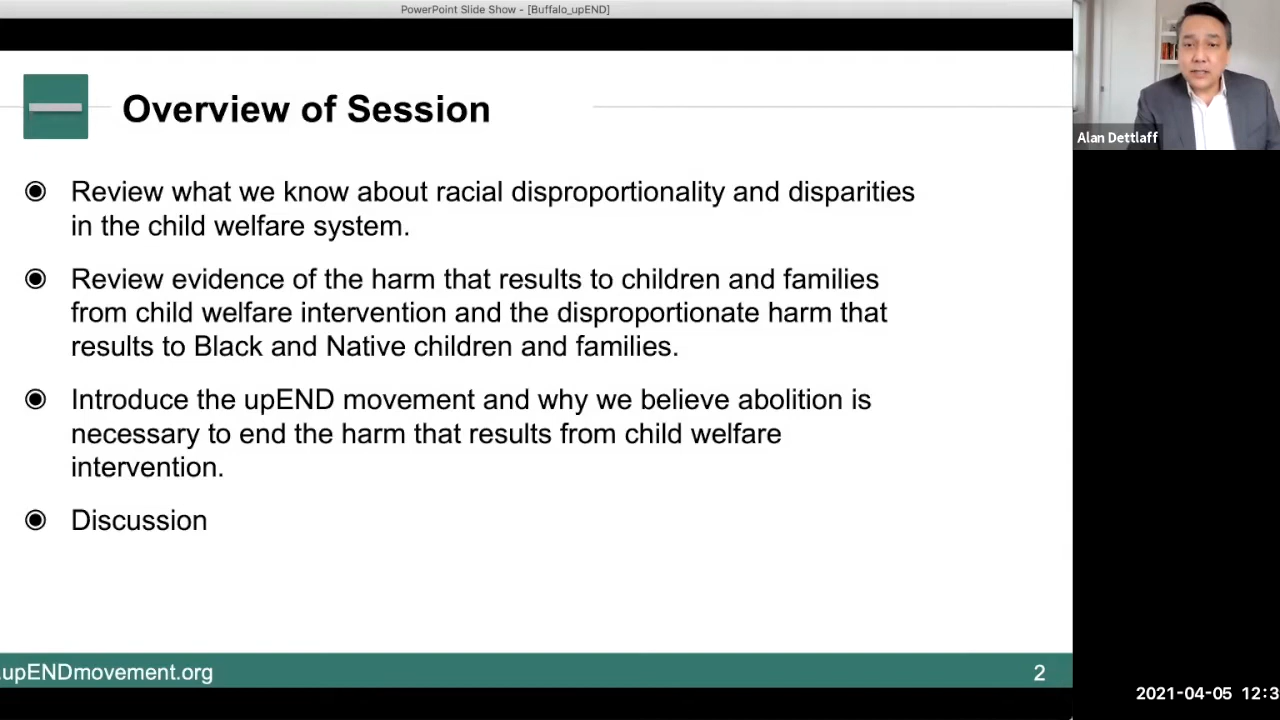 PowerPoint Slide Show - [Buffalo_upEND]
Overview of Session
Review what we know about racial disproportionality and disparities
in the child welfare system.
Review evidence of the harm that results to children and families
from child welfare intervention and the disproportionate harm that
results to Black and Native children and families.
Introduce the upEND movement and why we believe abolition is
necessary to end the harm that results from child welfare
intervention.
Discussion
.upENDmovement.org
2
Alan Dettlaff
2021-04-05 12:3